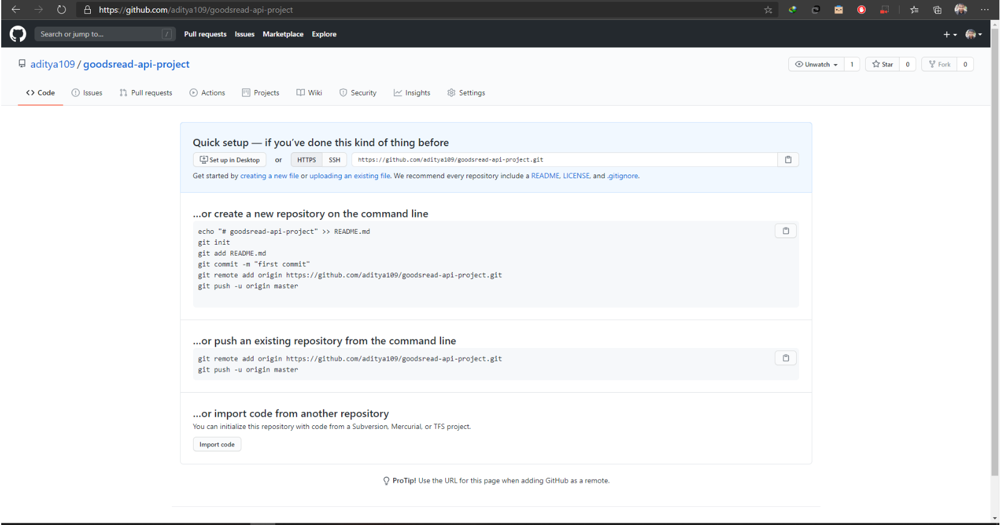 https://github.com/aditya109/goodsread-api-project
Search or jump to... /
Pull requests Issues Marketplace Explore
aditya109 / goodsread-api-project
Unwatch 1 Star 0 Fork 0
Code Issues Pull requests Actions Projects Wiki Security Insights Settings
Quick setup — if you’ve done this kind of thing before
Set up in Desktop or HTTPS SSH https://github.com/aditya109/goodsread-api-project.git
Get started by creating a new file or uploading an existing file. We recommend every repository include a README, LICENSE, and .gitignore.
…or create a new repository on the command line
echo "# goodsread-api-project" >> README.md
git init
git add README.md
git commit -m "first commit"
git remote add origin https://github.com/aditya109/goodsread-api-project.git
git push -u origin master
…or push an existing repository from the command line
git remote add origin https://github.com/aditya109/goodsread-api-project.git
git push -u origin master
…or import code from another repository
You can initialize this repository with code from a Subversion, Mercurial, or TFS project.
Import code
ProTip! Use the URL for this page when adding GitHub as a remote.